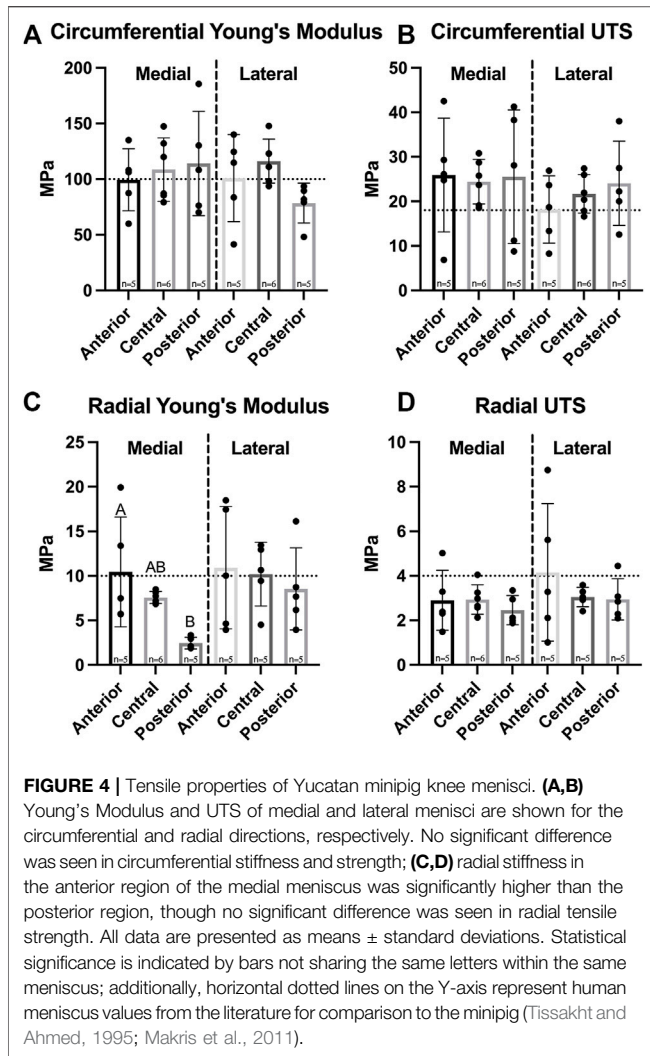 A Circumferential Young's Modulus
Medial Lateral
MPa
200
150
100
50
0
n=5 n=6 n=5 n=5 n=6 n=5
Anterior Central Posterior Anterior Central Posterior
B Circumferential UTS
Medial Lateral
MPa
50
40
30
20
10
0
n=5 n=6 n=5 n=5 n=6 n=5
Anterior Central Posterior Anterior Central Posterior
C Radial Young's Modulus
Medial Lateral
MPa
25
20
15
10
5
0
A AB B
n=5 n=6 n=5 n=5 n=5 n=5
Anterior Central Posterior Anterior Central Posterior
D Radial UTS
Medial Lateral
MPa
10
8
6
4
2
0
n=5 n=6 n=5 n=5 n=5 n=5
Anterior Central Posterior Anterior Central Posterior
FIGURE 4 | Tensile properties of Yucatan minipig knee menisci. (A,B)
Young's Modulus and UTS of medial and lateral menisci are shown for the
circumferential and radial directions, respectively. No significant difference
was seen in circumferential stiffness and strength; (C,D) radial stiffness in
the anterior region of the medial meniscus was significantly higher than the
posterior region, though no significant difference was seen in radial tensile
strength. All data are presented as means ± standard deviations. Statistical
significance is indicated by bars not sharing the same letters within the same
meniscus; additionally, horizontal dotted lines on the Y-axis represent human
meniscus values from the literature for comparison to the minipig (Tissakht and
Ahmed, 1995; Makris et al., 2011).